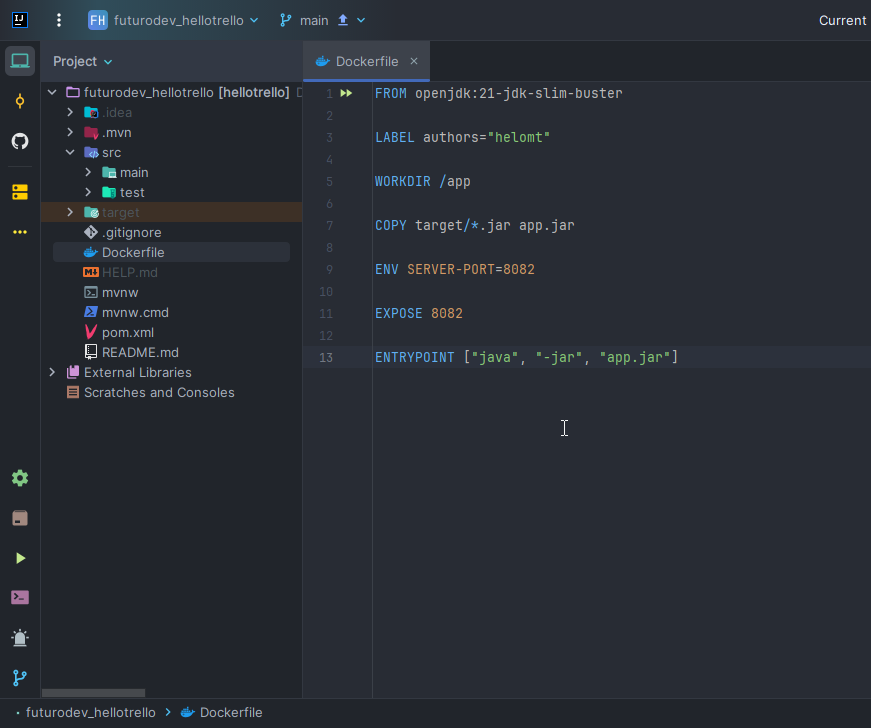 IJ
FH futurodev_hellotrello main Current
Project
Dockerfile ×
futurodev_hellotrello [hellotrello] D
.idea
.mvn
src
main
test
target
.gitignore
Dockerfile
M↓ HELP.md
mvnw
mvnw.cmd
pom.xml
README.md
External Libraries
Scratches and Consoles
1 FROM openjdk:21-jdk-slim-buster
2
3 LABEL authors="helomt"
4
5 WORKDIR /app
6
7 COPY target/*.jar app.jar
8
9 ENV SERVER-PORT=8082
10
11 EXPOSE 8082
12
13 ENTRYPOINT ["java", "-jar", "app.jar"]
futurodev_hellotrello > Dockerfile